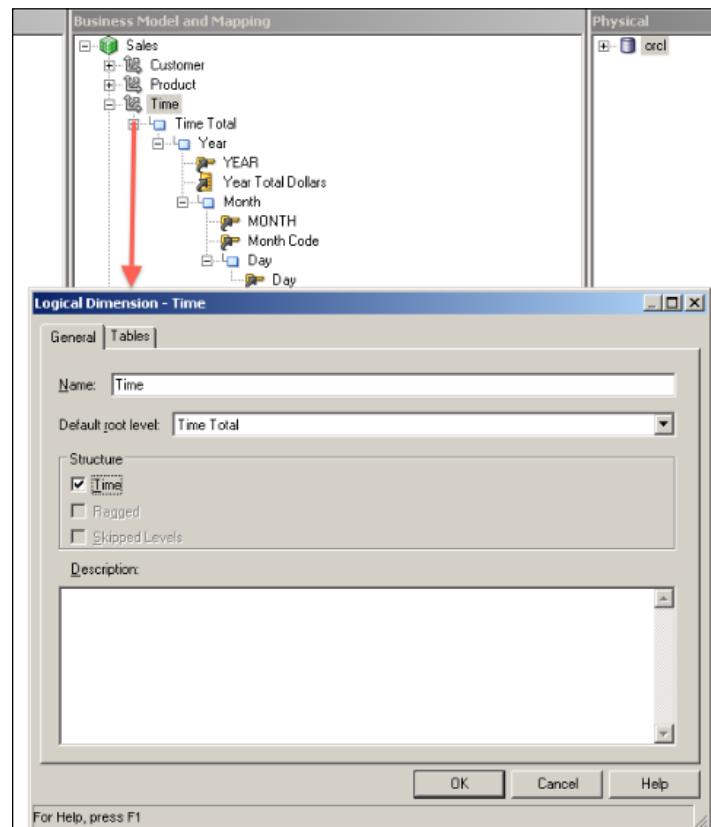 Business Model and Mapping
Physical
Sales
orcl
Customer
Product
Time
Time Total
Year
YEAR
Year Total Dollars
Month
MONTH
Month Code
Day
Day
Logical Dimension - Time
General
Tables
Name:
Time
Default root level:
Time Total
Structure
Time
Ragged
Skipped Levels
Description:
OK
Cancel
Help
For Help, press F1